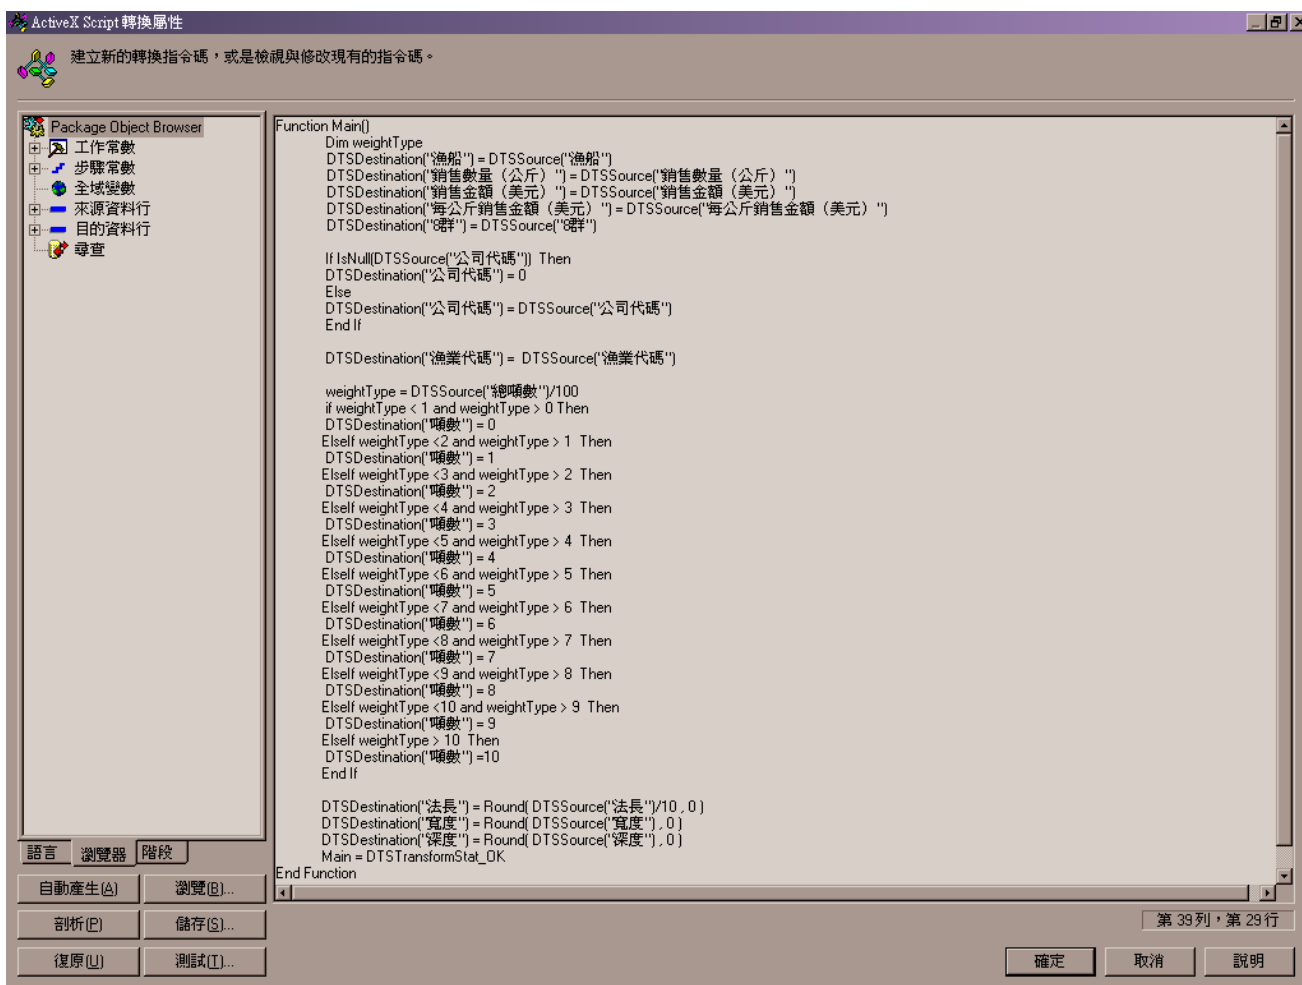 ActiveX Script 轉換屬性
建立新的轉換指令碼，或是檢視與修改現有的指令碼。
Package Object Browser
工作常數
步驟常數
全域變數
來源資料行
目的資料行
尋查
Function Main()
Dim weightType
DTSDestination("漁船") = DTSSource("漁船")
DTSDestination("銷售數量（公斤）") = DTSSource("銷售數量（公斤）")
DTSDestination("銷售金額（美元）") = DTSSource("銷售金額（美元）")
DTSDestination("每公斤銷售金額（美元）") = DTSSource("每公斤銷售金額（美元）")
DTSDestination("8群") = DTSSource("8群")
If IsNull(DTSSource("公司代碼")) Then
DTSDestination("公司代碼") = 0
Else
DTSDestination("公司代碼") = DTSSource("公司代碼")
End If
DTSDestination("漁業代碼") = DTSSource("漁業代碼")
weightType = DTSSource("總噸數")/100
if weightType < 1 and weightType > 0 Then
DTSDestination("噸數") = 0
ElseIf weightType <2 and weightType > 1 Then
DTSDestination("噸數") = 1
ElseIf weightType <3 and weightType > 2 Then
DTSDestination("噸數") = 2
ElseIf weightType <4 and weightType > 3 Then
DTSDestination("噸數") = 3
ElseIf weightType <5 and weightType > 4 Then
DTSDestination("噸數") = 4
ElseIf weightType <6 and weightType > 5 Then
DTSDestination("噸數") = 5
ElseIf weightType <7 and weightType > 6 Then
DTSDestination("噸數") = 6
ElseIf weightType <8 and weightType > 7 Then
DTSDestination("噸數") = 7
ElseIf weightType <9 and weightType > 8 Then
DTSDestination("噸數") = 8
ElseIf weightType <10 and weightType > 9 Then
DTSDestination("噸數") = 9
ElseIf weightType > 10 Then
DTSDestination("噸數") =10
End If
DTSDestination("法長") = Round( DTSSource("法長")/10 , 0 )
DTSDestination("寬度") = Round( DTSSource("寬度") , 0 )
DTSDestination("深度") = Round( DTSSource("深度") , 0 )
Main = DTSTransformStat_OK
End Function
語言 瀏覽器 階段
自動產生(A) 瀏覽(B)...
剖析(P) 儲存(S)...
第 39 列，第 29 行
復原(U) 測試(T)...
確定 取消 說明